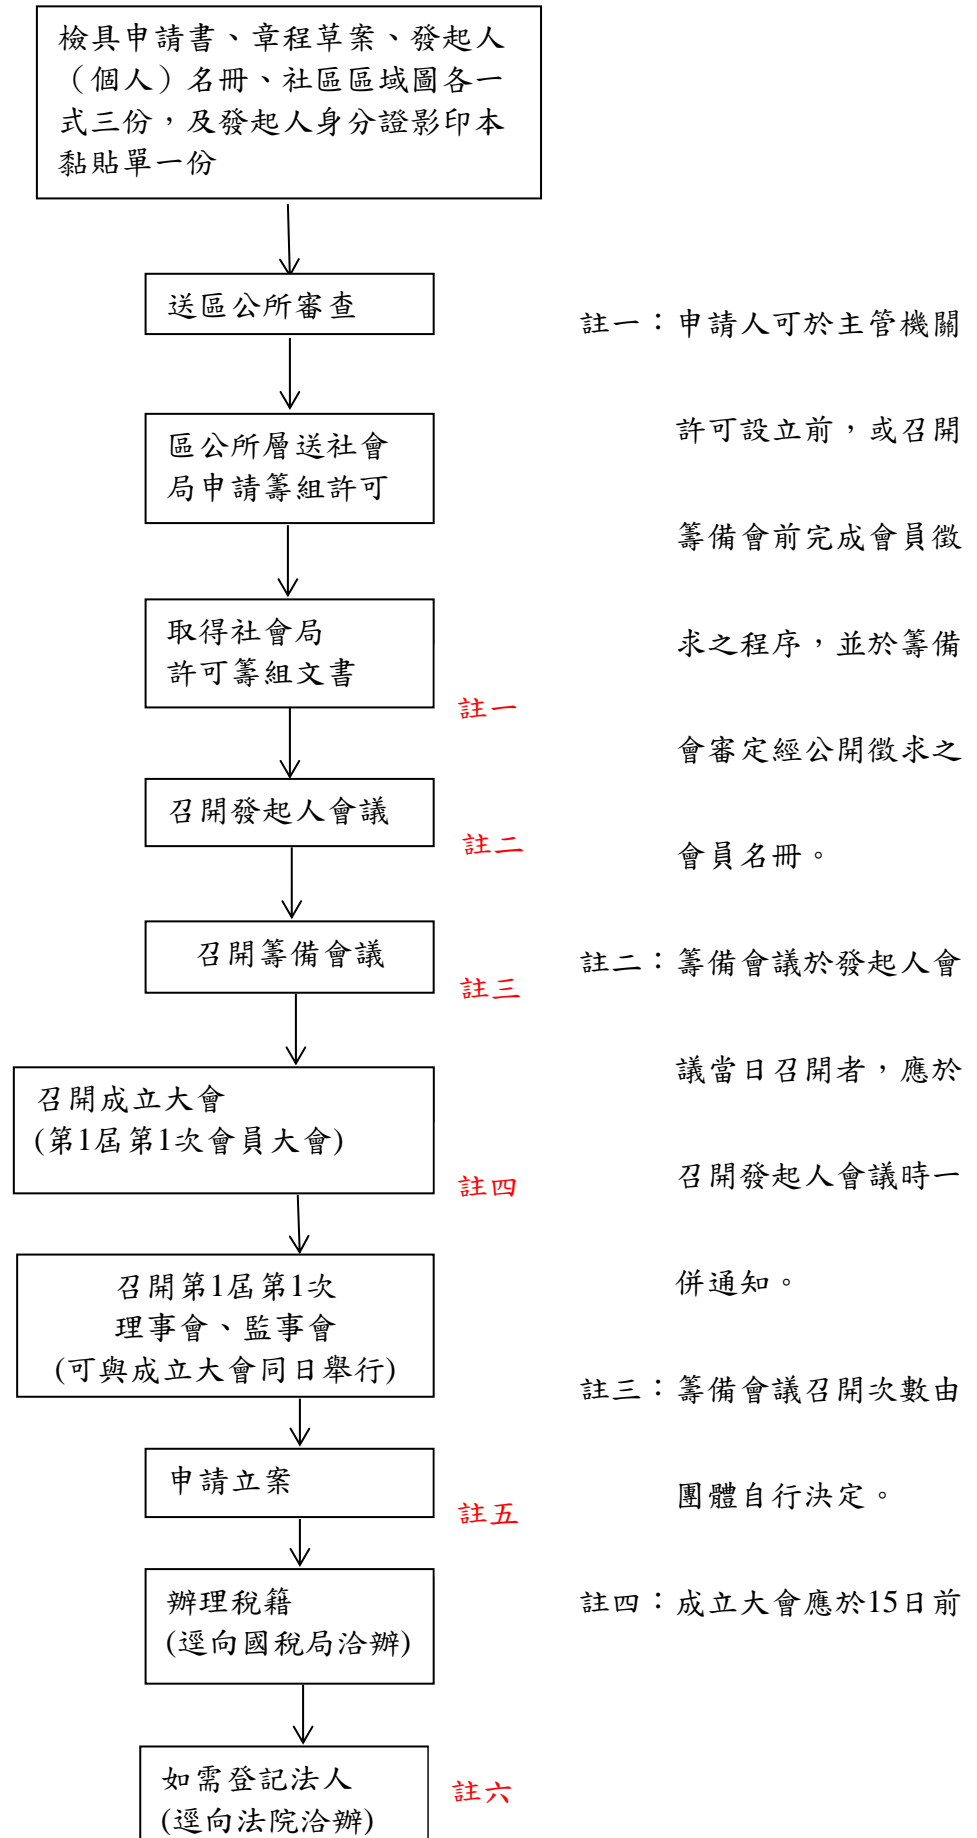 檢具申請書、章程草案、發起人
（個人）名冊、社區區域圖各一
式三份，及發起人身分證影印本
黏貼單一份
送區公所審查
區公所層送社會
局申請籌組許可
取得社會局
許可籌組文書
註一
召開發起人會議
註二
召開籌備會議
註三
召開成立大會
(第1屆第1次會員大會)
註四
召開第1屆第1次
理事會、監事會
(可與成立大會同日舉行)
申請立案
註五
辦理稅籍
(逕向國稅局洽辦)
如需登記法人
(逕向法院洽辦)
註六
註一：申請人可於主管機關
許可設立前，或召開
籌備會前完成會員徵
求之程序，並於籌備
會審定經公開徵求之
會員名冊。
註二：籌備會議於發起人會
議當日召開者，應於
召開發起人會議時一
併通知。
註三：籌備會議召開次數由
團體自行決定。
註四：成立大會應於15日前